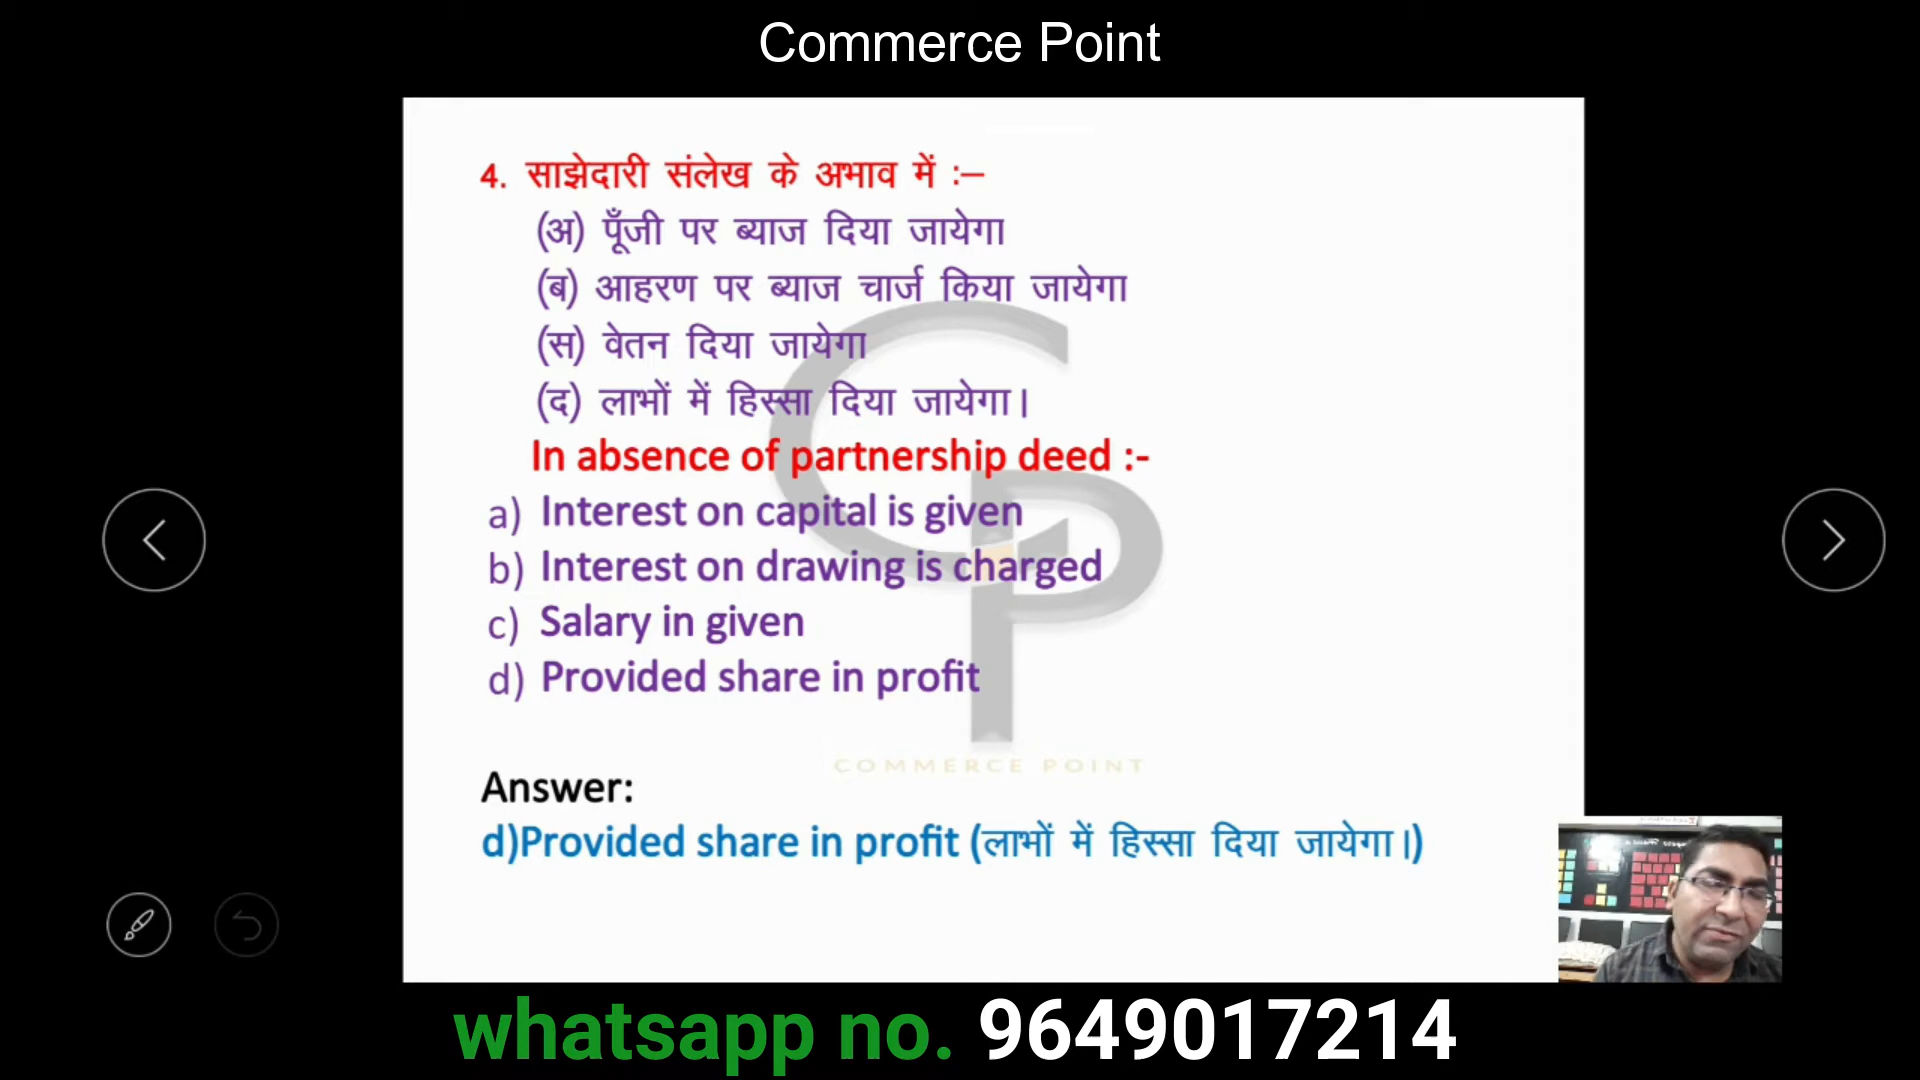 Commerce Point
4. साझेदारी संलेख के अभाव में :–
(अ) पूँजी पर ब्याज दिया जायेगा
(ब) आहरण पर ब्याज चार्ज किया जायेगा
(स) वेतन दिया जायेगा
(द) लाभों में हिस्सा दिया जायेगा।
In absence of partnership deed :-
a) Interest on capital is given
b) Interest on drawing is charged
c) Salary in given
d) Provided share in profit
COMMERCE POINT
Answer:
d)Provided share in profit (लाभों में हिस्सा दिया जायेगा।)
whatsapp no. 9649017214